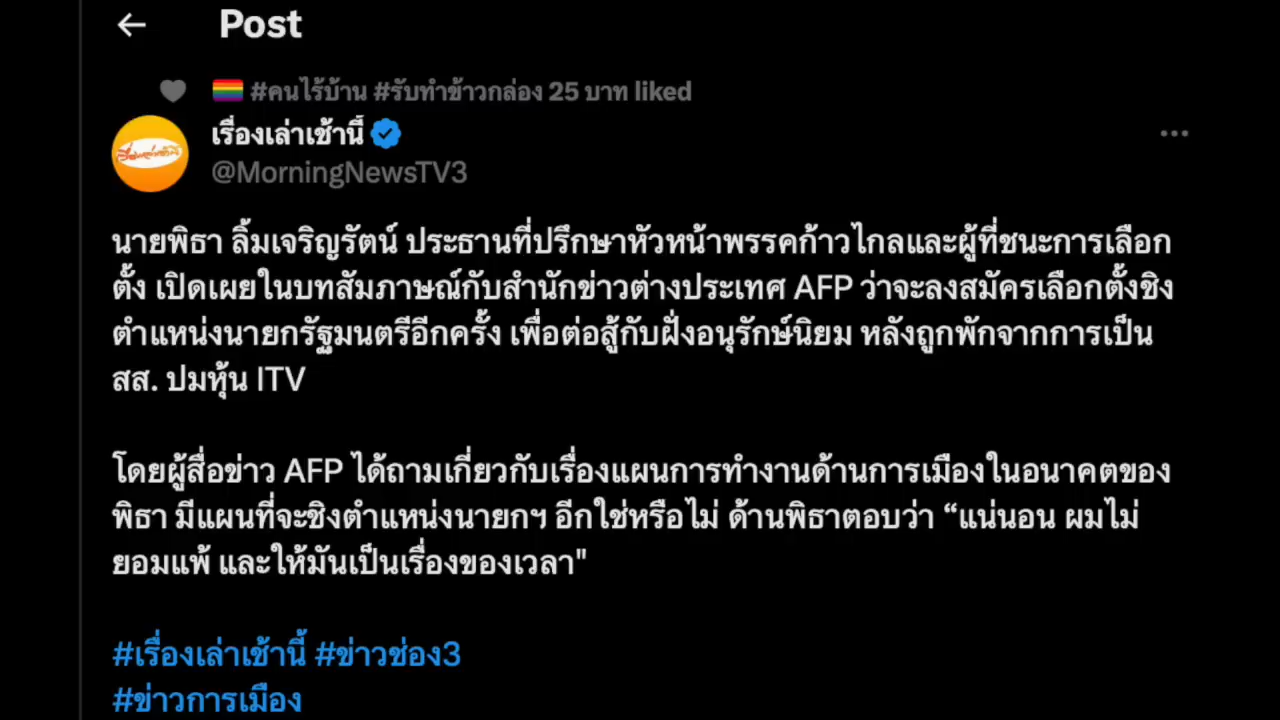 Post
#คนไร้บ้าน #รับทำข้าวกล่อง 25 บาท liked
เรื่องเล่าเช้านี้
@MorningNewsTV3
นายพิธา ลิ้มเจริญรัตน์ ประธานที่ปรึกษาหัวหน้าพรรคก้าวไกลและผู้ที่ชนะการเลือก
ตั้ง เปิดเผยในบทสัมภาษณ์กับสำนักข่าวต่างประเทศ AFP ว่าจะลงสมัครเลือกตั้งชิง
ตำแหน่งนายกรัฐมนตรีอีกครั้ง เพื่อต่อสู้กับฝั่งอนุรักษ์นิยม หลังถูกพักจากการเป็น
สส. ปมหุ้น ITV
โดยผู้สื่อข่าว AFP ได้ถามเกี่ยวกับเรื่องแผนการทำงานด้านการเมืองในอนาคตของ
พิธา มีแผนที่จะชิงตำแหน่งนายกฯ อีกใช่หรือไม่ ด้านพิธาตอบว่า “แน่นอน ผมไม่
ยอมแพ้ และให้มันเป็นเรื่องของเวลา"
#เรื่องเล่าเช้านี้ #ข่าวช่อง3
#ข่าวการเมือง